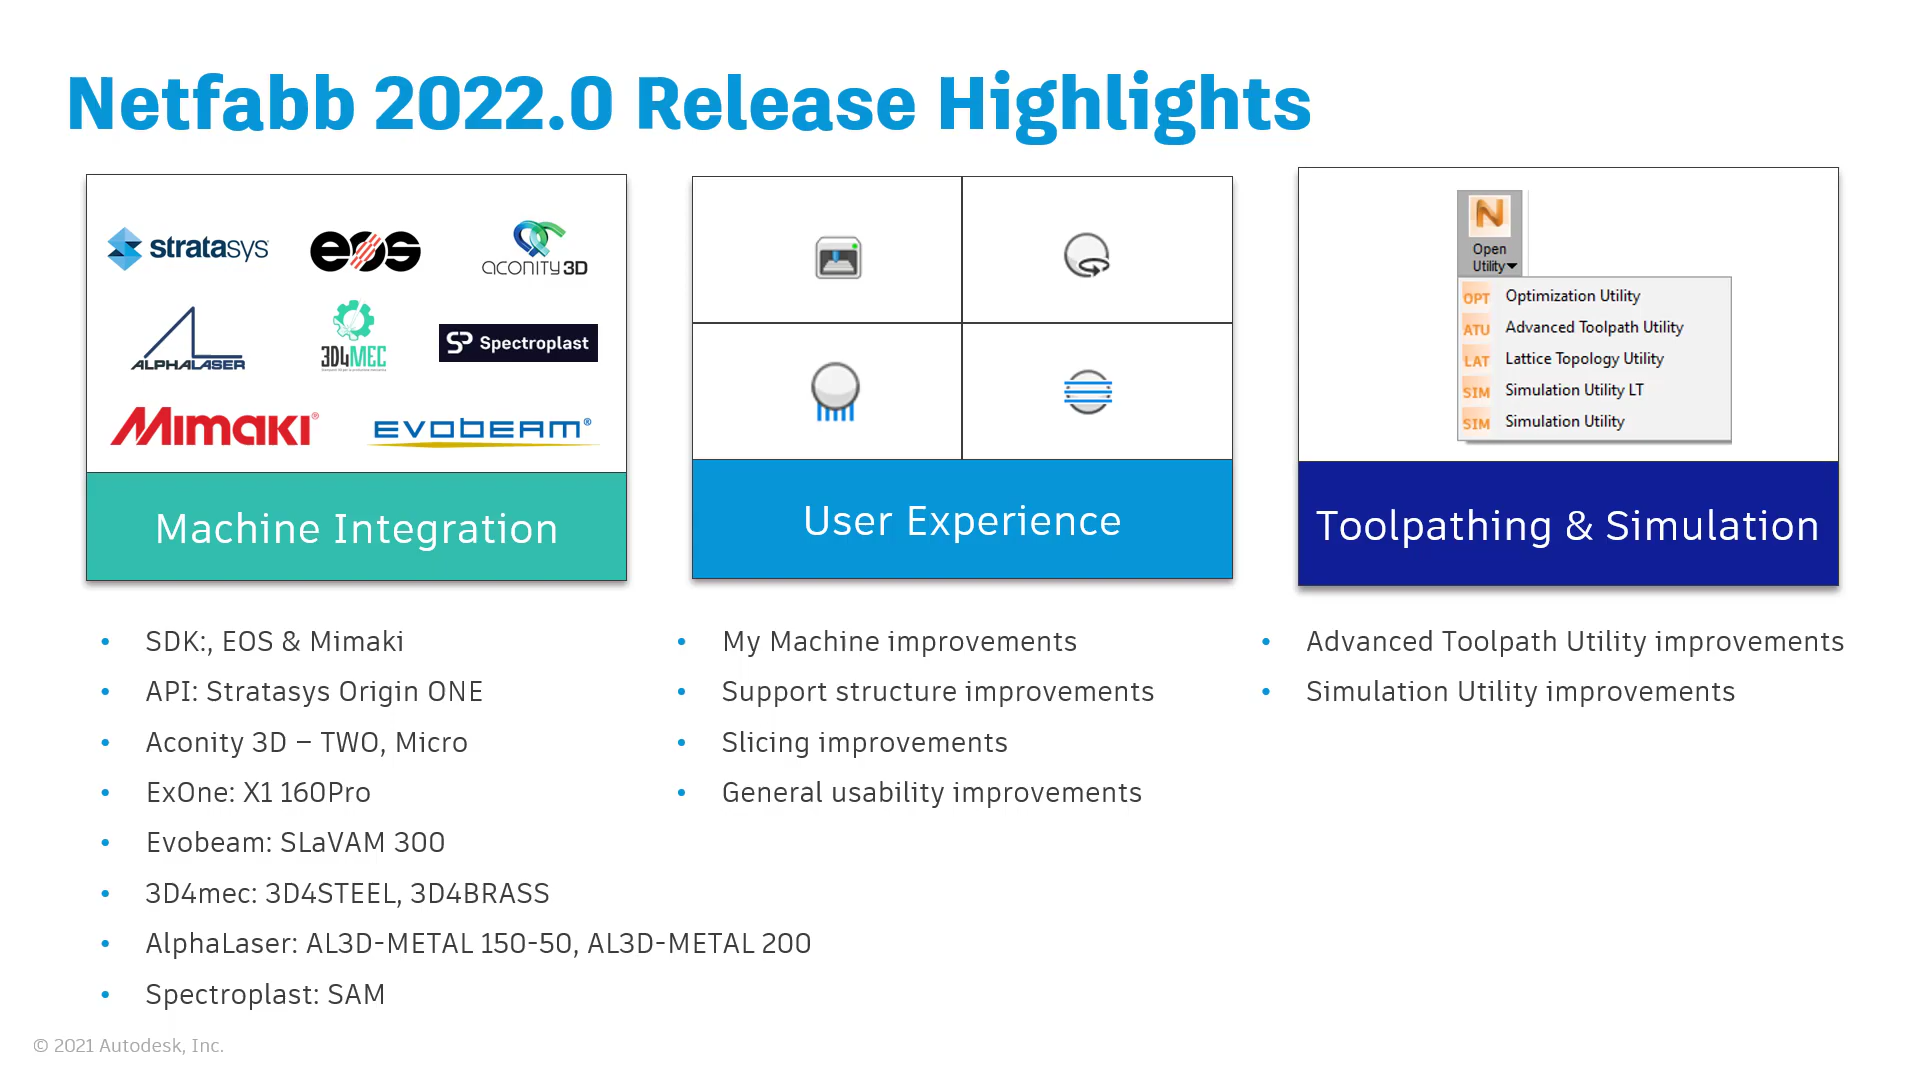 Netfabb 2022.0 Release Highlights
stratasys
eos
aconity3D
ALPHALASER
3D4MEC
SP Spectroplast
Mimaki®
EVOBEAM®
Machine Integration
User Experience
N
Open
Utility
OPT Optimization Utility
ATU Advanced Toolpath Utility
LAT Lattice Topology Utility
SIM Simulation Utility LT
SIM Simulation Utility
Toolpathing & Simulation
• SDK:, EOS & Mimaki
• API: Stratasys Origin ONE
• Aconity 3D – TWO, Micro
• ExOne: X1 160Pro
• Evobeam: SLaVAM 300
• 3D4mec: 3D4STEEL, 3D4BRASS
• AlphaLaser: AL3D-METAL 150-50, AL3D-METAL 200
• Spectroplast: SAM
• My Machine improvements
• Support structure improvements
• Slicing improvements
• General usability improvements
• Advanced Toolpath Utility improvements
• Simulation Utility improvements
© 2021 Autodesk, Inc.